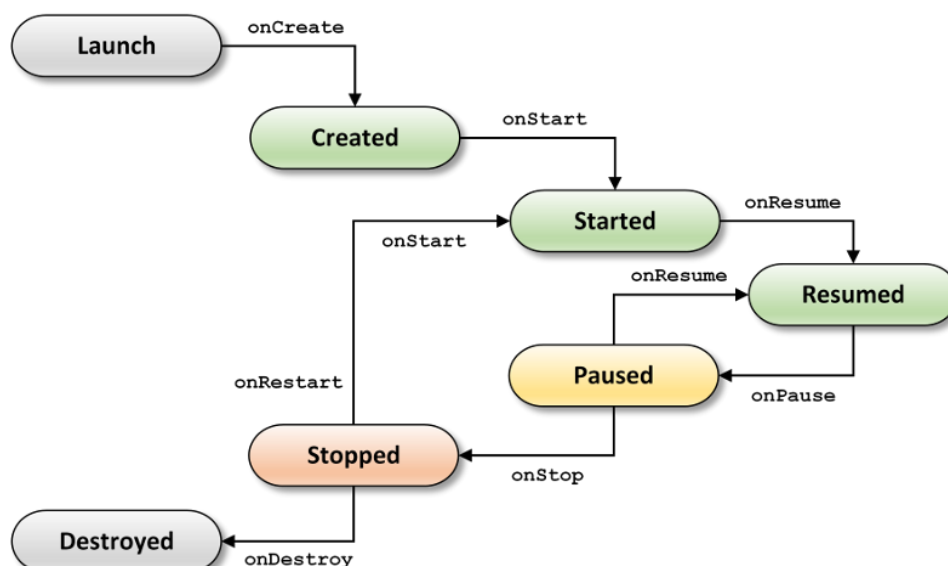 Launch
onCreate
Created
onStart
Started
onResume
onStart
onResume
Resumed
Paused
onRestart
onPause
Stopped
onStop
Destroyed
onDestroy